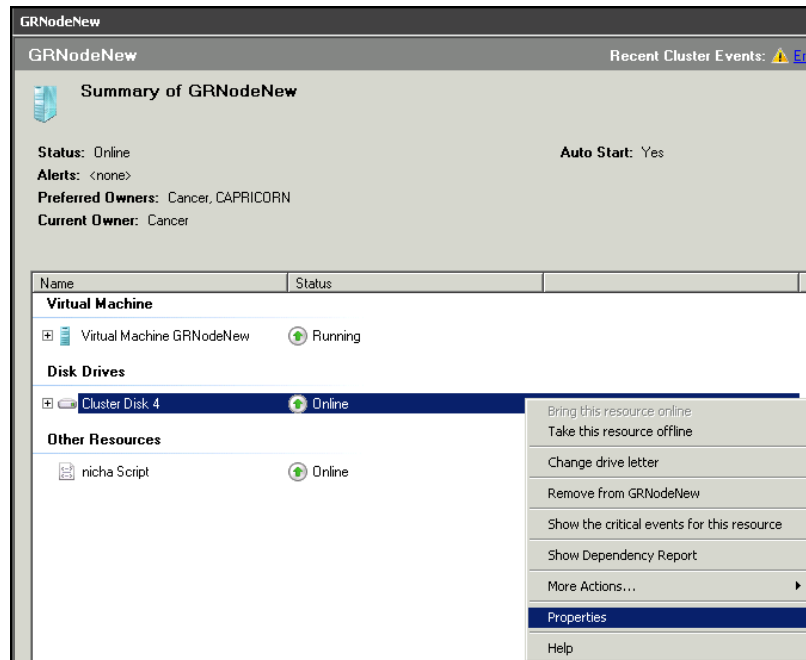 GRNodeNew
GRNodeNew Recent Cluster Events:
Summary of GRNodeNew
Status: Online Auto Start: Yes
Alerts: <none>
Preferred Owners: Cancer, CAPRICORN
Current Owner: Cancer
Name Status
Virtual Machine
Virtual Machine GRNodeNew Running
Disk Drives
Cluster Disk 4 Online
Bring this resource online
Take this resource offline
Other Resources
Change drive letter
nicha Script Online
Remove from GRNodeNew
Show the critical events for this resource
Show Dependency Report
More Actions...
Properties
Help